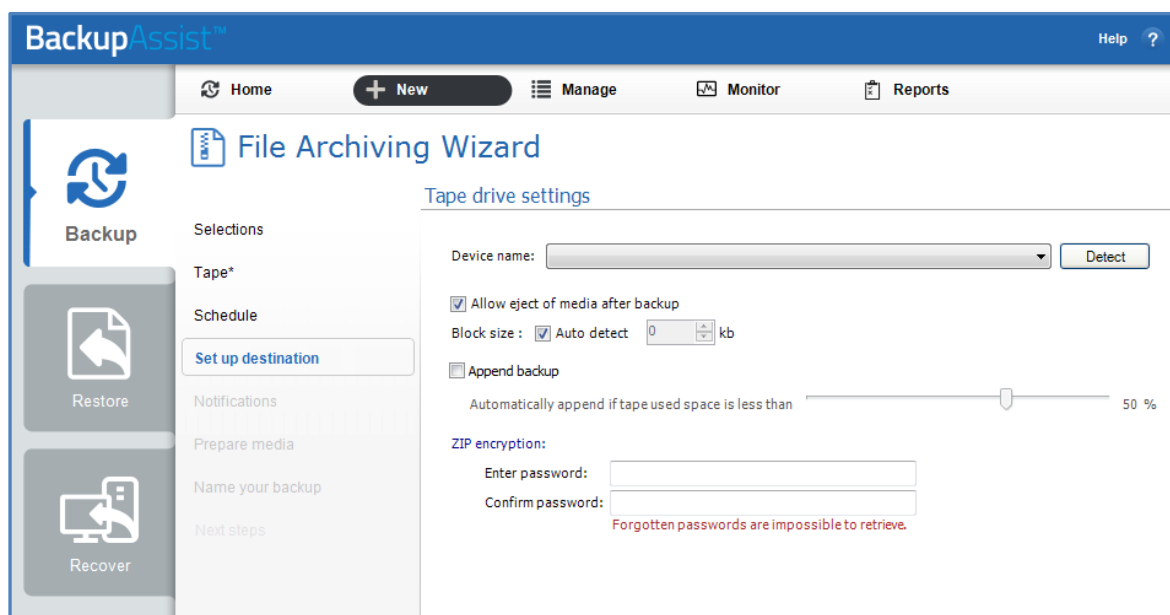 BackupAssist™
Help ?
Home New Manage Monitor Reports
File Archiving Wizard
Backup
Restore
Recover
Selections
Tape*
Schedule
Set up destination
Notifications
Prepare media
Name your backup
Next steps
Tape drive settings
Device name: Detect
Allow eject of media after backup
Block size : Auto detect 0 kb
Append backup
Automatically append if tape used space is less than 50 %
ZIP encryption:
Enter password:
Confirm password:
Forgotten passwords are impossible to retrieve.